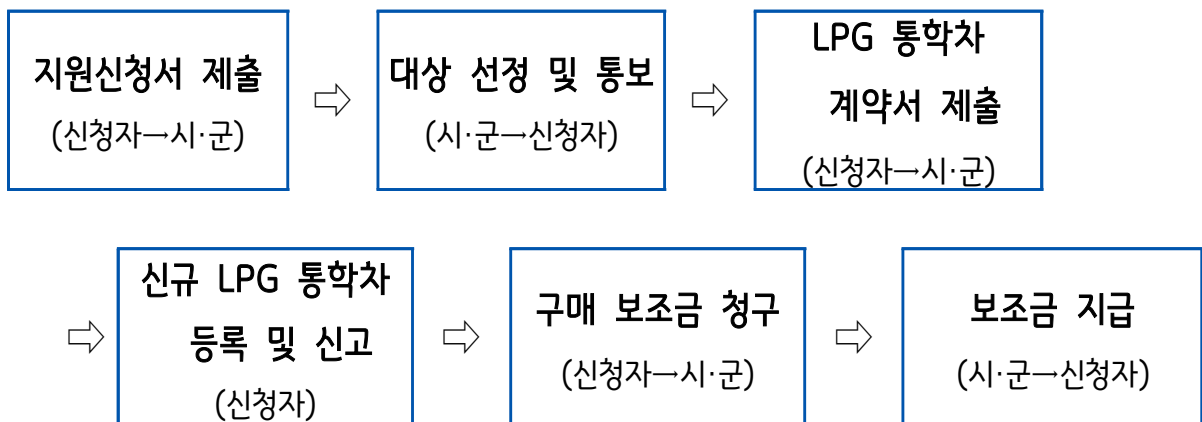 지원신청서 제출
(신청자→시·군)
⇨
대상 선정 및 통보
(시·군→신청자)
⇨
LPG 통학차
계약서 제출
(신청자→시·군)
⇨
신규 LPG 통학차
등록 및 신고
(신청자)
⇨
구매 보조금 청구
(신청자→시·군)
⇨
보조금 지급
(시·군→신청자)